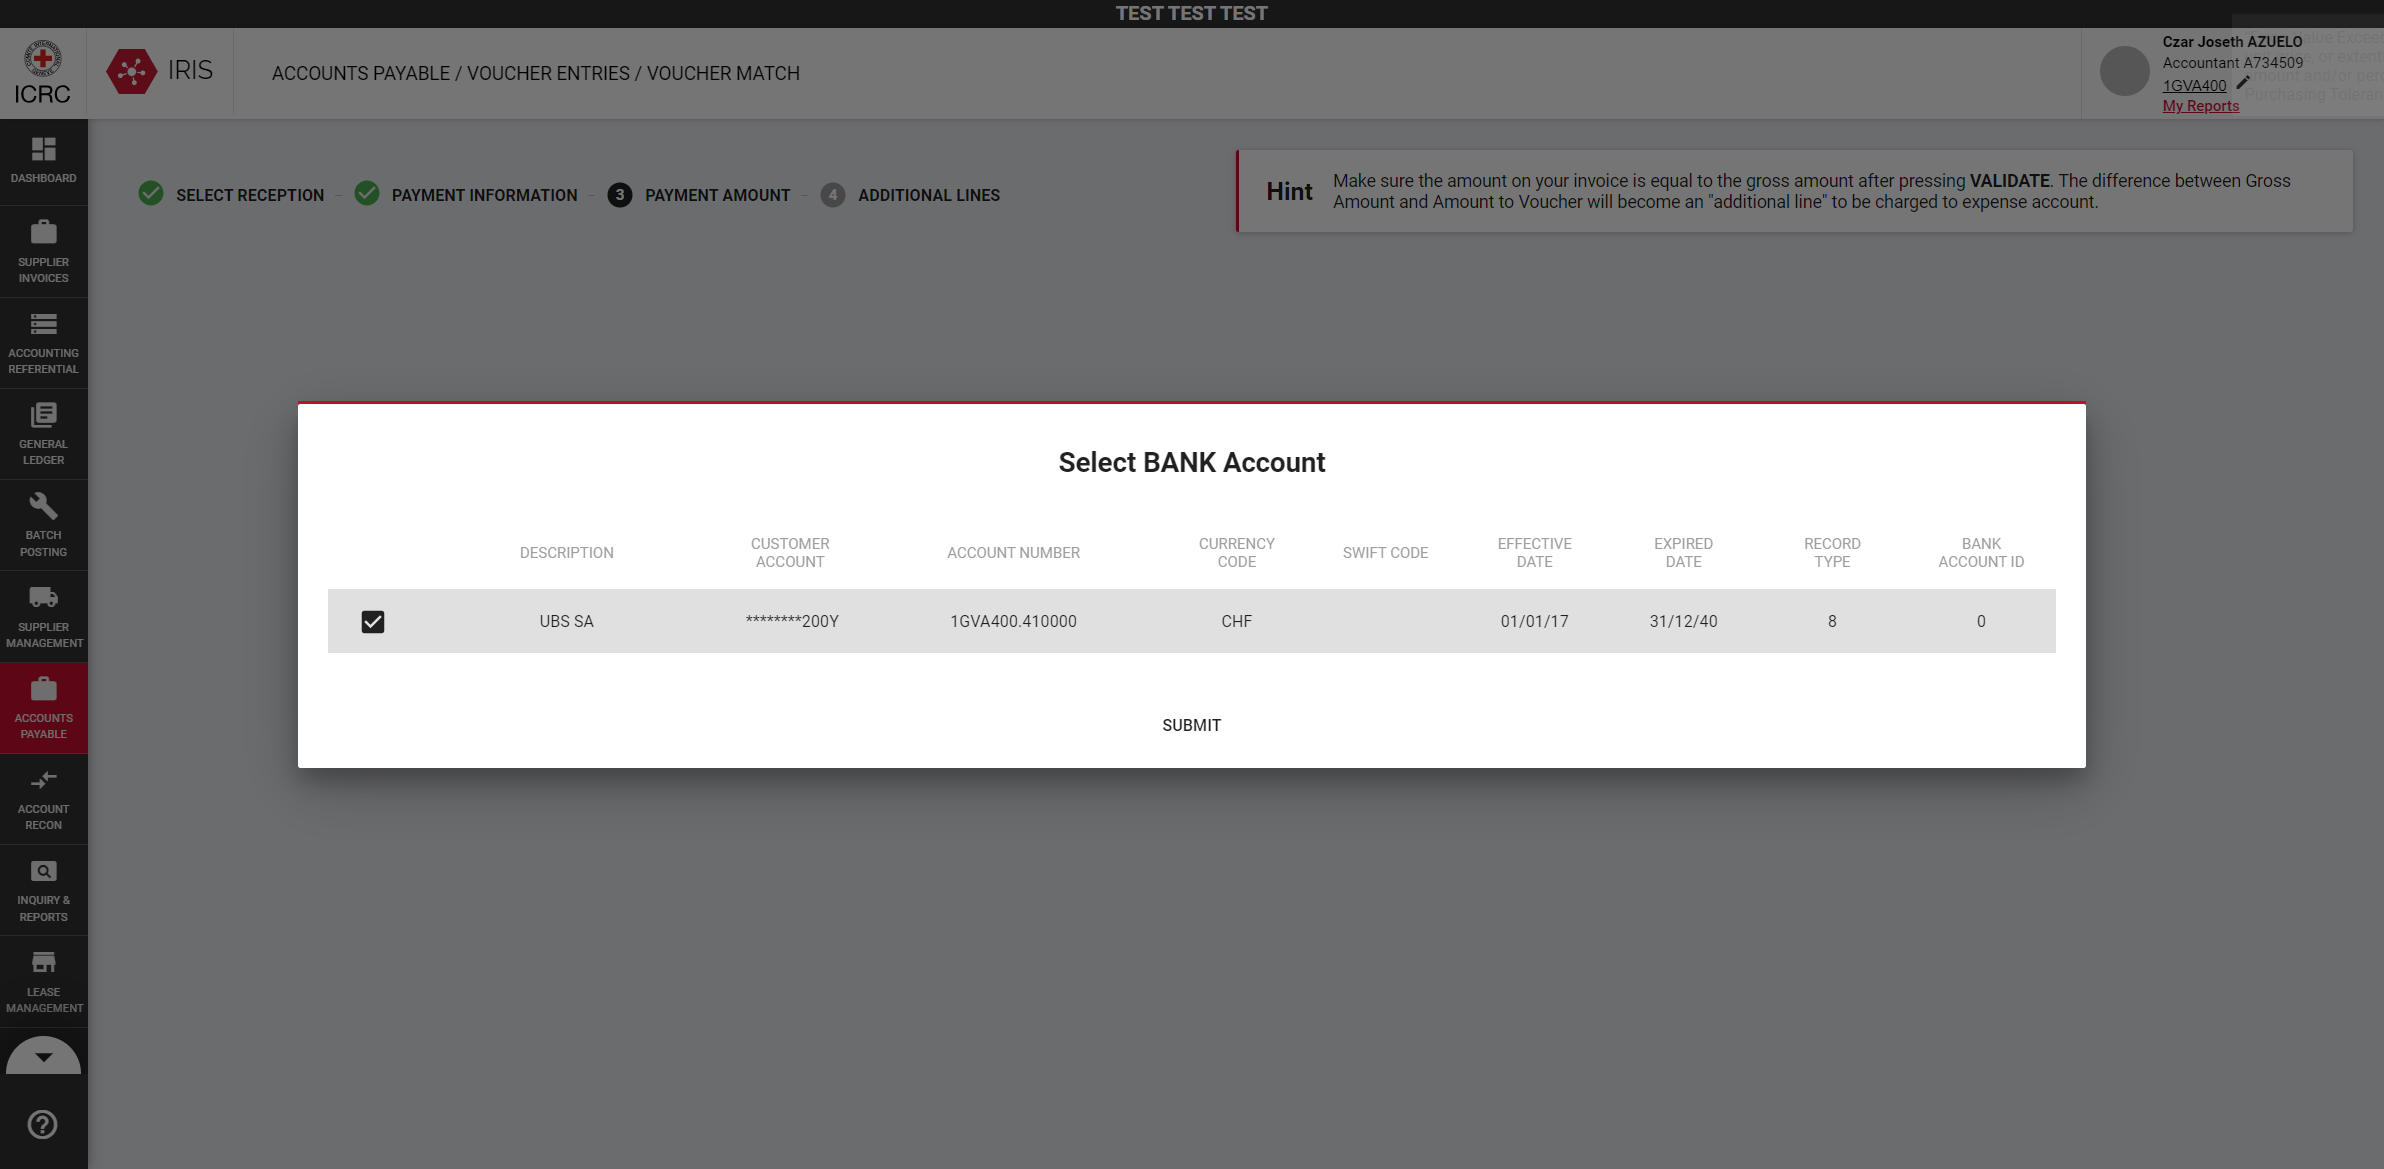 TEST TEST TEST
ICRC
IRIS
ACCOUNTS PAYABLE / VOUCHER ENTRIES / VOUCHER MATCH
Czar Joseth AZUELO
Accountant A734509
1GVA400
My Reports
Purchasing
DASHBOARD
SUPPLIER
INVOICES
ACCOUNTING
REFERENTIAL
GENERAL
LEDGER
BATCH
POSTING
SUPPLIER
MANAGEMENT
ACCOUNTS
PAYABLE
ACCOUNT
RECON
INQUIRY &
REPORTS
LEASE
MANAGEMENT
SELECT RECEPTION - PAYMENT INFORMATION - 3 PAYMENT AMOUNT - 4 ADDITIONAL LINES
Hint
Make sure the amount on your invoice is equal to the gross amount after pressing VALIDATE. The difference between Gross
Amount and Amount to Voucher will become an "additional line" to be charged to expense account.
Select BANK Account
DESCRIPTION
CUSTOMER
ACCOUNT
ACCOUNT NUMBER
CURRENCY
CODE
SWIFT CODE
EFFECTIVE
DATE
EXPIRED
DATE
RECORD
TYPE
BANK
ACCOUNT ID
UBS SA ********200Y 1GVA400.410000 CHF 01/01/17 31/12/40 8 0
SUBMIT